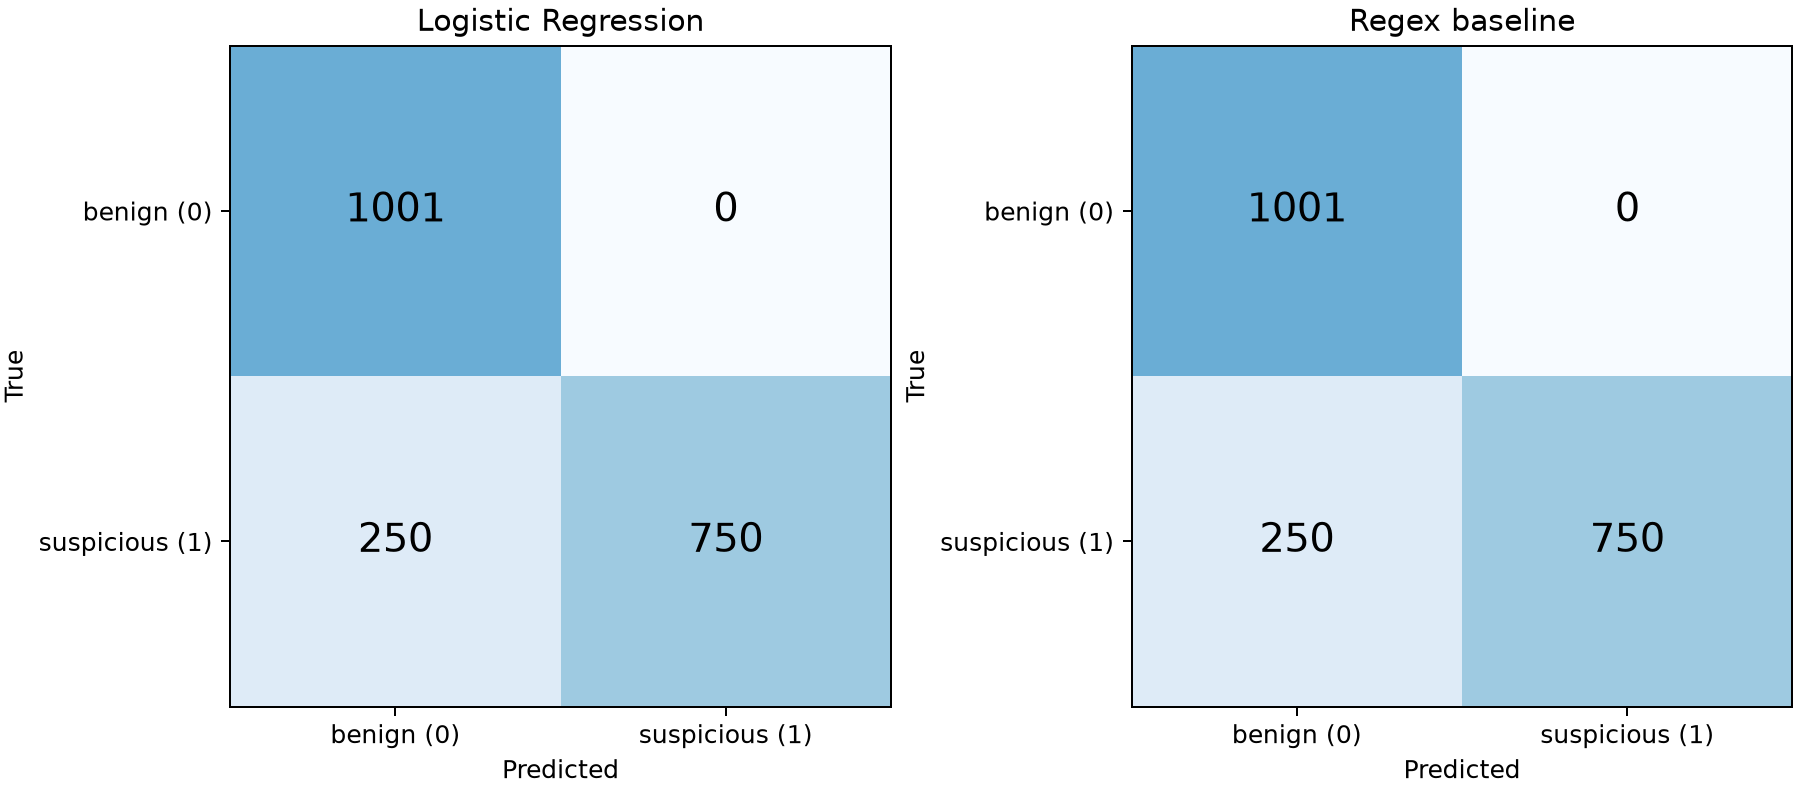 Logistic Regression
True
benign (0)
1001
0
suspicious (1)
250
750
benign (0)
suspicious (1)
Predicted
Regex baseline
True
benign (0)
1001
0
suspicious (1)
250
750
benign (0)
suspicious (1)
Predicted